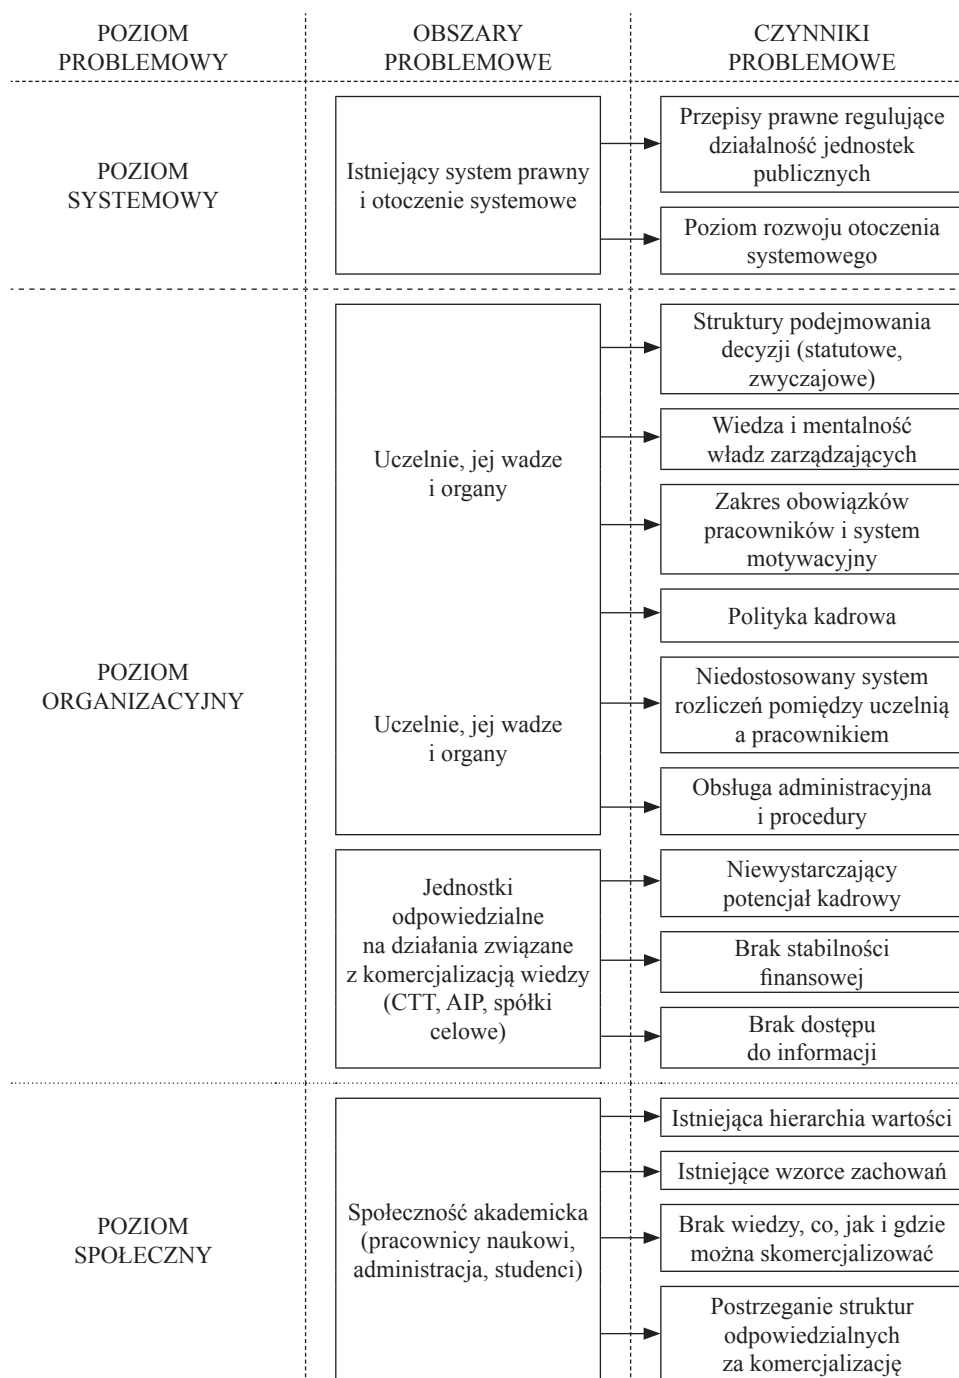 POZIOM
PROBLEMOWY
OBSZARY
PROBLEMOWE
CZYNNIKI
PROBLEMOWE
POZIOM
SYSTEMOWY
Istniejący system prawny
i otoczenie systemowe
Przepisy prawne regulujące
działalność jednostek
publicznych
Poziom rozwoju otoczenia
systemowego
POZIOM
ORGANIZACYJNY
Uczelnie, jej wadze
i organy
Uczelnie, jej wadze
i organy
Struktury podejmowania
decyzji (statutowe,
zwyczajowe)
Wiedza i mentalność
władz zarządzających
Zakres obowiązków
pracowników i system
motywacyjny
Polityka kadrowa
Niedostosowany system
rozliczeń pomiędzy uczelnią
a pracownikiem
Obsługa administracyjna
i procedury
Jednostki
odpowiedzialne
na działania związane
z komercjalizacją wiedzy
(CTT, AIP, spółki
celowe)
Niewystarczający
potencjał kadrowy
Brak stabilności
finansowej
Brak dostępu
do informacji
POZIOM
SPOŁECZNY
Społeczność akademicka
(pracownicy naukowi,
administracja, studenci)
Istniejąca hierarchia wartości
Istniejące wzorce zachowań
Brak wiedzy, co, jak i gdzie
można skomercjalizować
Postrzeganie struktur
odpowiedzialnych
za komercjalizację